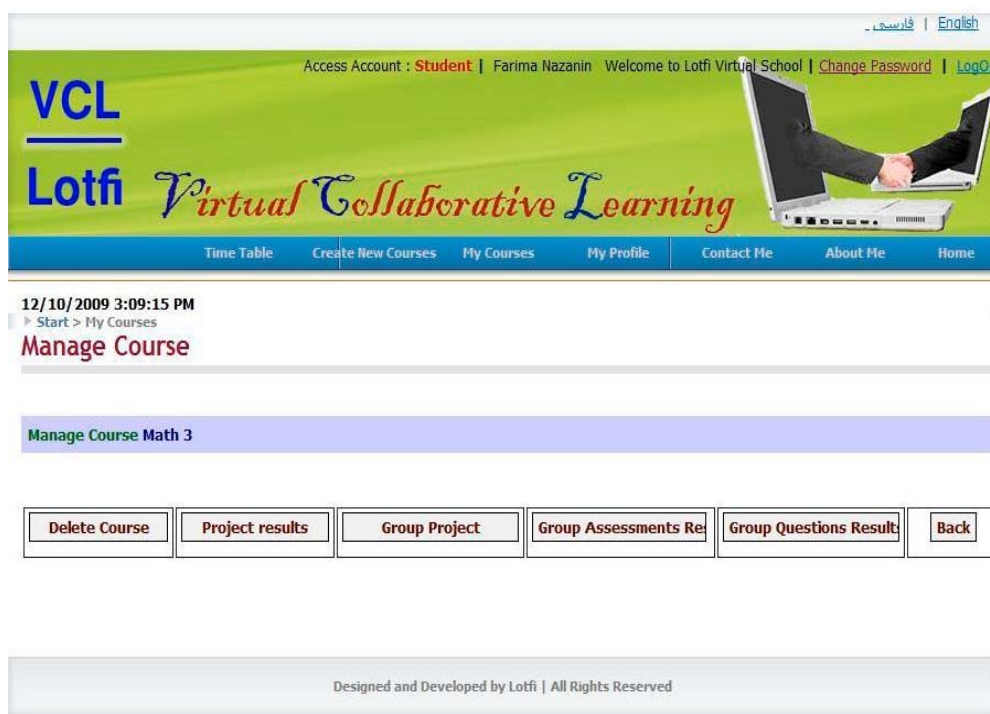 فارسی | English
Access Account : Student | Farima Nazanin Welcome to Lotfi Virtual School | Change Password | LogO
VCL
Lotfi
Virtual Collaborative Learning
Time Table Create New Courses My Courses My Profile Contact Me About Me Home
12/10/2009 3:09:15 PM
Start > My Courses
Manage Course
Manage Course Math 3
Delete Course Project results Group Project Group Assessments Res Group Questions Results Back
Designed and Developed by Lotfi | All Rights Reserved